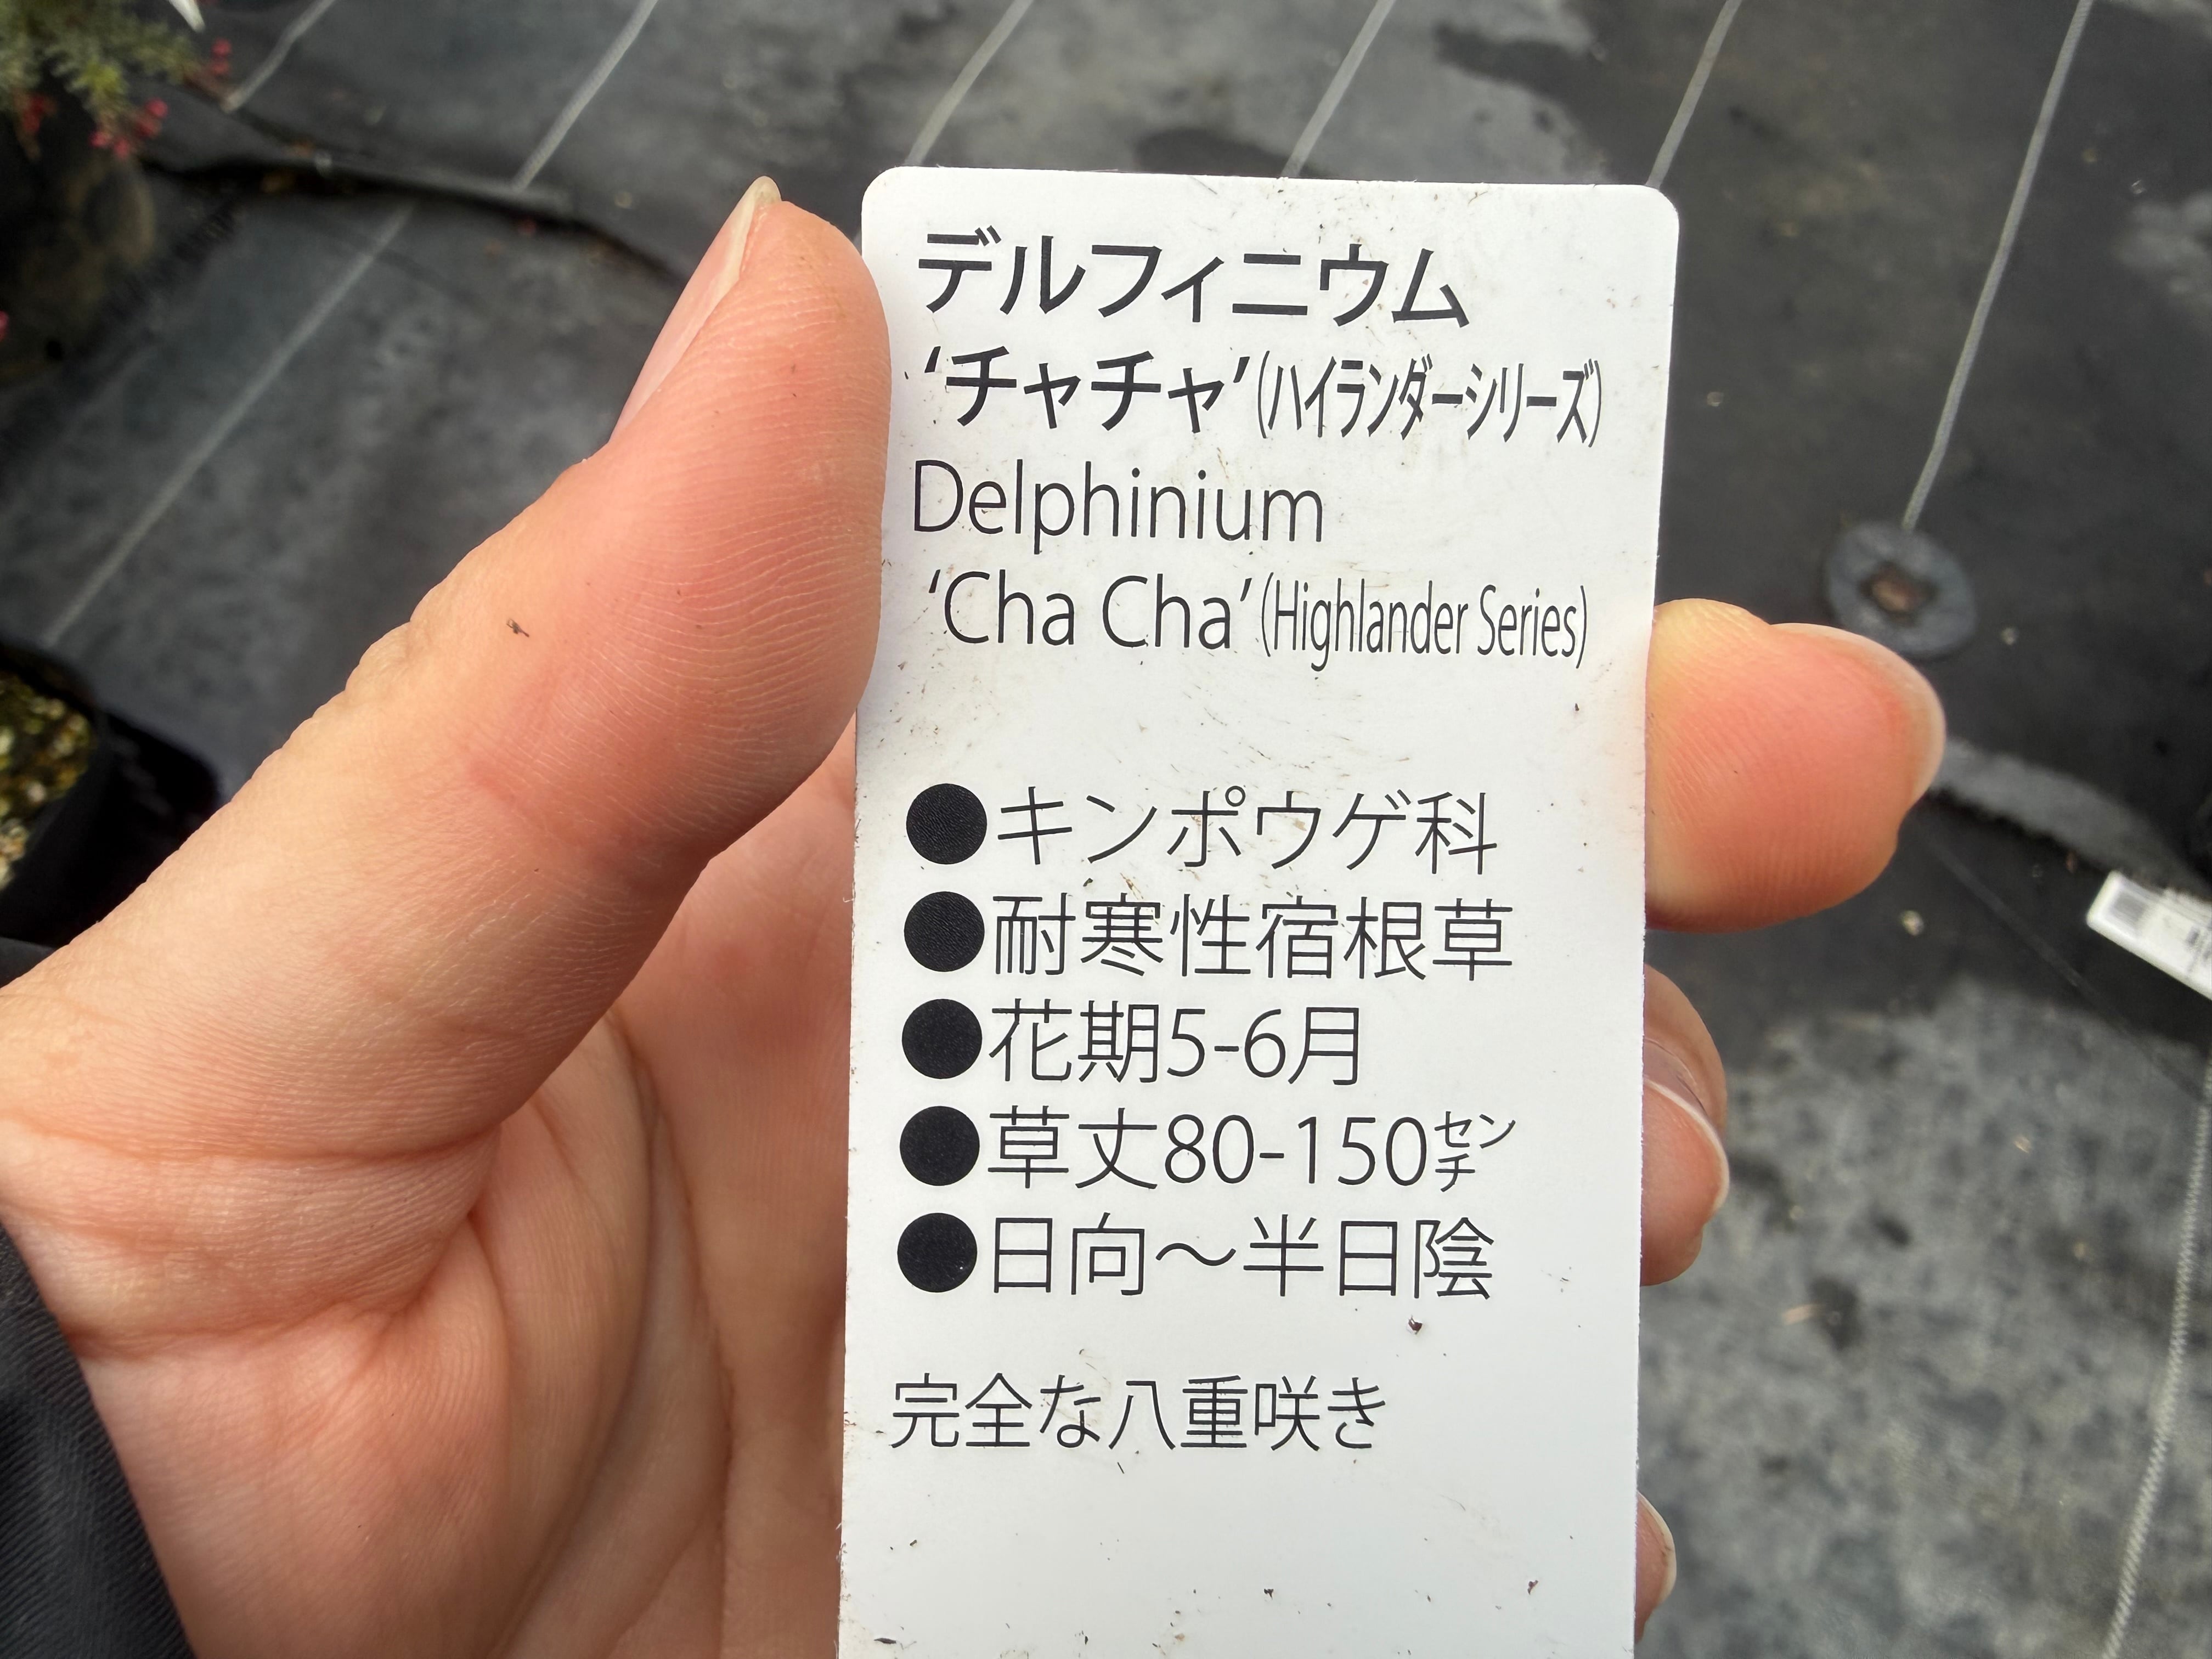 デルフィニウム
‘チャチャ’(ハイランダーシリーズ)
Delphinium
‘Cha Cha’(Highlander Series)
●キンポウゲ科
●耐寒性宿根草
●花期5-6月
●草丈80-150㌢
●日向～半日陰
完全な八重咲き